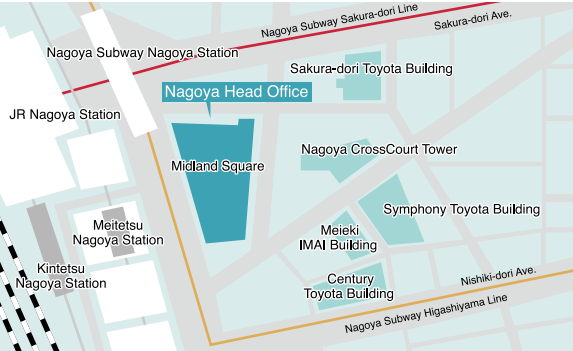 Nagoya Subway Sakura-dori Line
Sakura-dori Ave.
Nagoya Subway Nagoya Station
Sakura-dori Toyota Building
Nagoya Head Office
JR Nagoya Station
Midland Square
Nagoya CrossCourt Tower
Symphony Toyota Building
Meitetsu
Nagoya Station
Meieki
IMAI Building
Kintetsu
Nagoya Station
Century
Toyota Building
Nishiki-dori Ave.
Nagoya Subway Higashiyama Line